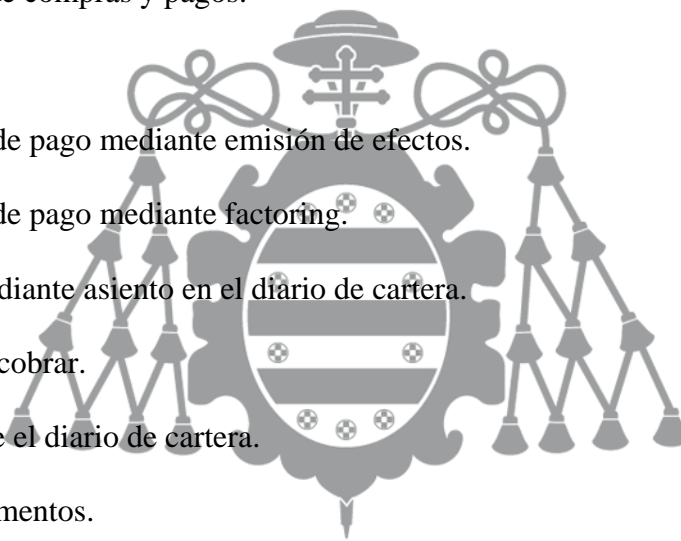 de compras y pagos.
de pago mediante emisión de efectos.
de pago mediante factoring.
diante asiento en el diario de cartera.
cobrar.
e el diario de cartera.
mentos.